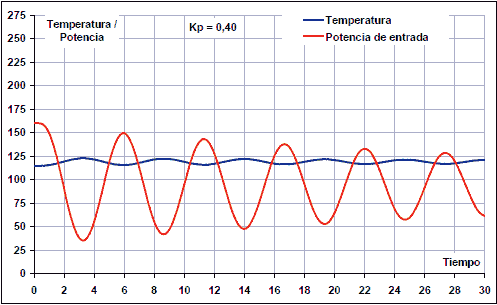 Temperatura /
Potencia
Kp = 0,40
Temperatura
Potencia de entrada
275
250
225
200
175
150
125
100
75
50
25
0
Tiempo
0 2 4 6 8 10 12 14 16 18 20 22 24 26 28 30